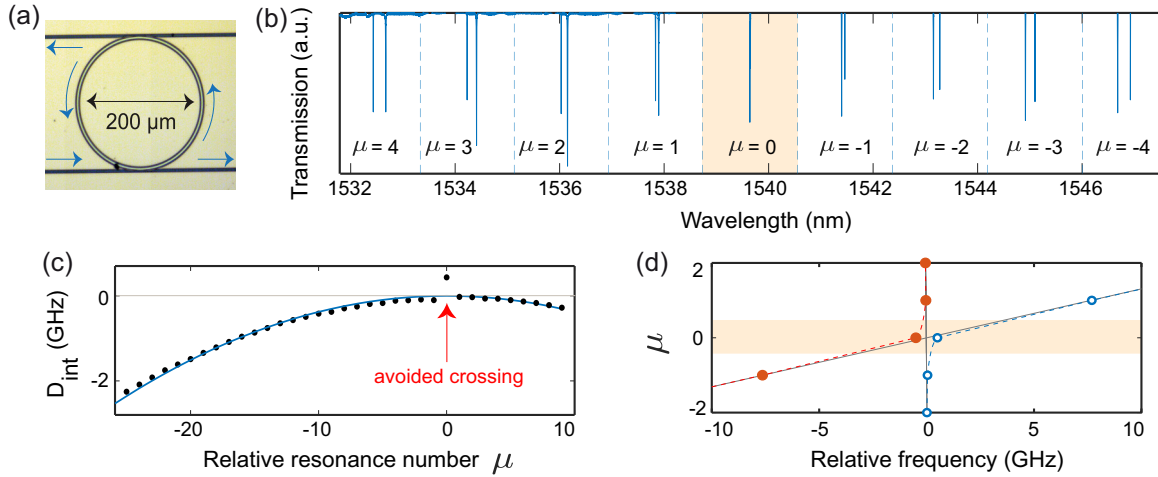 (a)
200 µm
(b)
Transmission (a.u.)
μ = 4
μ = 3
μ = 2
μ = 1
μ = 0
μ = -1
μ = -2
μ = -3
μ = -4
1532
1534
1536
1538
1540
1542
1544
1546
Wavelength (nm)
(c)
D_int (GHz)
0
-2
avoided crossing
-20
-10
0
10
Relative resonance number μ
(d)
μ
2
0
-2
-10
-5
0
5
10
Relative frequency (GHz)